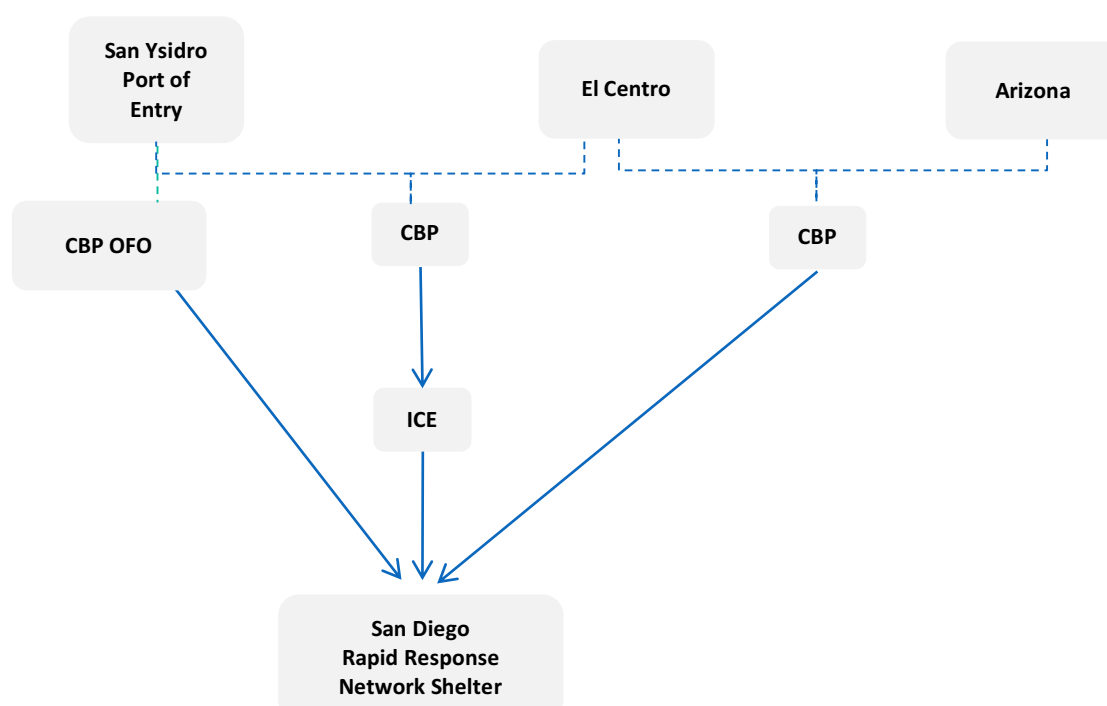 San Ysidro
Port of
Entry
El Centro
Arizona
CBP OFO
CBP
CBP
ICE
San Diego
Rapid Response
Network Shelter